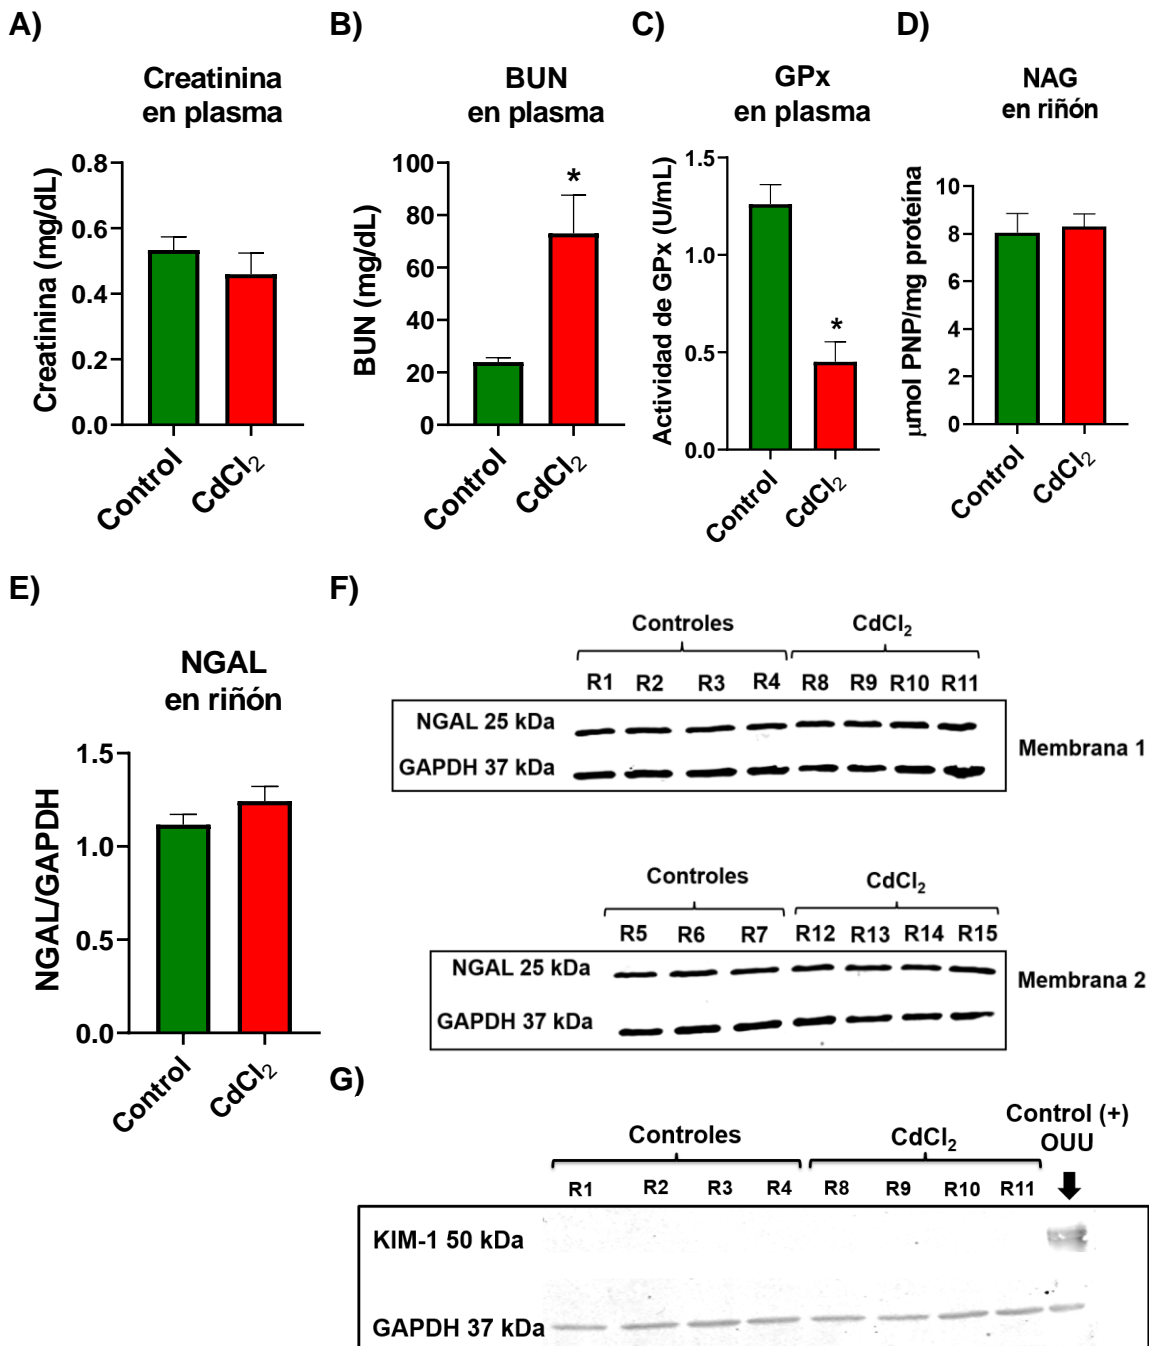 A)
B)
C)
D)
Creatinina
en plasma
Creatinina (mg/dL)
0.8
0.6
0.4
0.2
0.0
Control
CdCl₂
BUN
en plasma
BUN (mg/dL)
100
80
60
40
20
0
*
Control
CdCl₂
GPx
en plasma
Actividad de GPx (U/mL)
1.5
1.0
0.5
0.0
*
Control
CdCl₂
NAG
en riñón
µmol PNP/mg proteína
10
8
6
4
2
0
Control
CdCl₂
E)
NGAL
en riñón
NGAL/GAPDH
1.5
1.0
0.5
0.0
Control
CdCl₂
F)
Controles CdCl₂
R1 R2 R3 R4 R8 R9 R10 R11
NGAL 25 kDa
GAPDH 37 kDa
Membrana 1
Controles CdCl₂
R5 R6 R7 R12 R13 R14 R15
NGAL 25 kDa
GAPDH 37 kDa
Membrana 2
G)
Controles CdCl₂ Control (+)
OUU
R1 R2 R3 R4 R8 R9 R10 R11
KIM-1 50 kDa
GAPDH 37 kDa